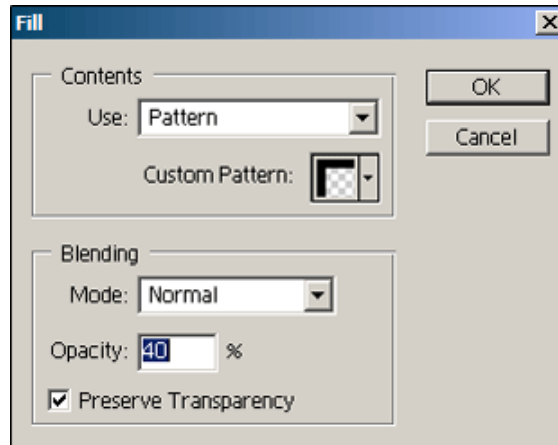 Fill
Contents
OK
Use: Pattern
Cancel
Custom Pattern:
Blending
Mode: Normal
Opacity: 40 %
Preserve Transparency